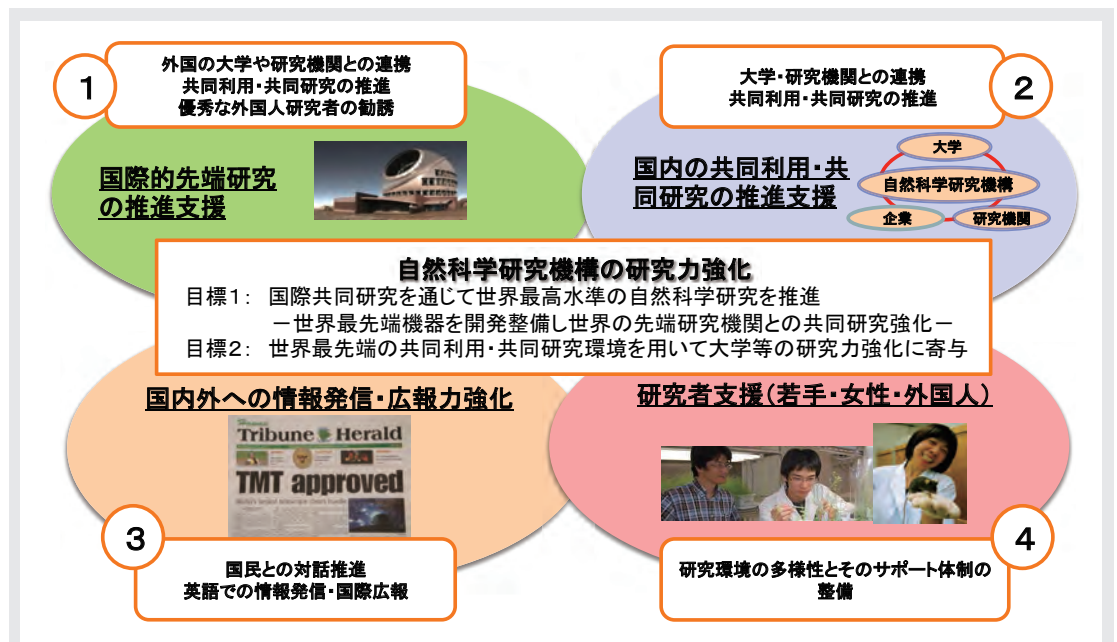 1
外国の大学や研究機関との連携
共同利用・共同研究の推進
優秀な外国人研究者の勧誘
国際的先端研究
の推進支援
2
大学・研究機関との連携
共同利用・共同研究の推進
国内の共同利用・共
同研究の推進支援
大学
自然科学研究機構
企業
研究機関
自然科学研究機構の研究力強化
目標１： 国際共同研究を通じて世界最高水準の自然科学研究を推進
－世界最先端機器を開発整備し世界の先端研究機関との共同研究強化－
目標２： 世界最先端の共同利用・共同研究環境を用いて大学等の研究力強化に寄与
国内外への情報発信・広報力強化
Hawaii
Tribune Herald
TMT approved
3
国民との対話推進
英語での情報発信・国際広報
研究者支援（若手・女性・外国人）
4
研究環境の多様性とそのサポート体制の
整備